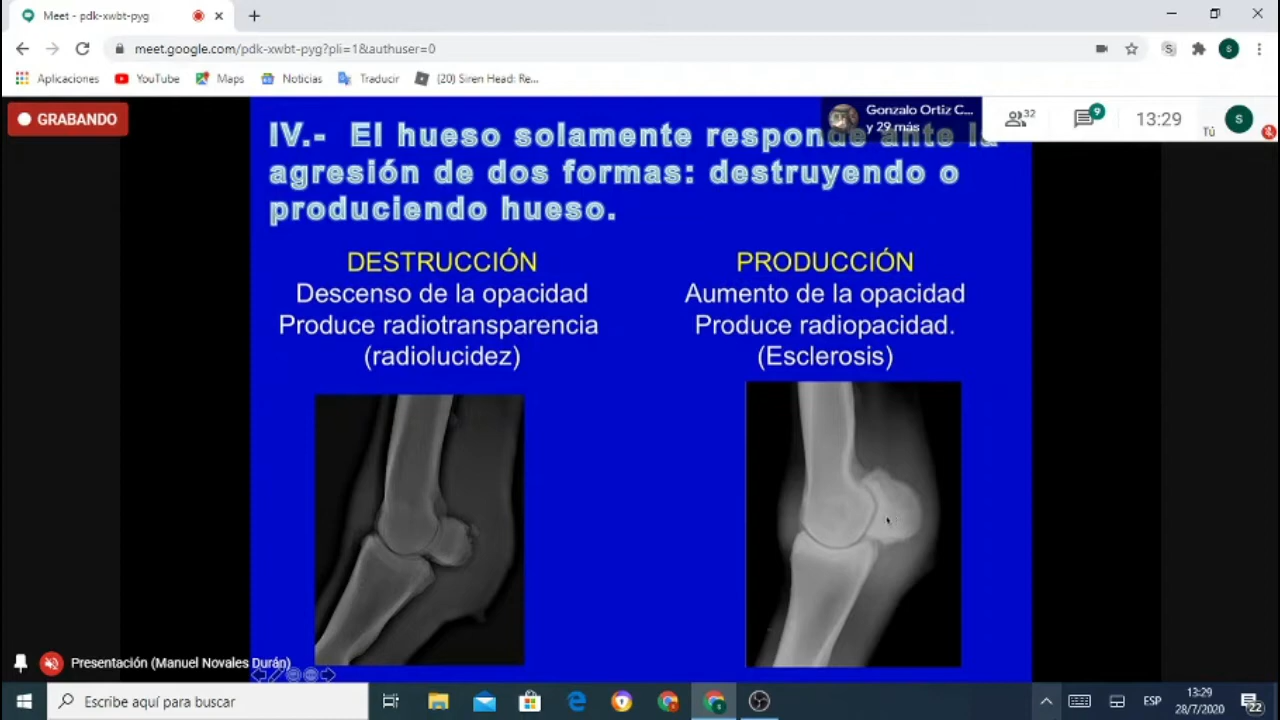 Meet - pdk-xwbt-pyg
meet.google.com/pdk-xwbt-pyg?pli=1&authuser=0
Aplicaciones
YouTube
Maps
Noticias
Traducir
(20) Siren Head: Re...
GRABANDO
Gonzalo Ortiz C...
y 29 más
32
9
13:29
Tú
S
IV.- El hueso solamente responde ante la
agresión de dos formas: destruyendo o
produciendo hueso.
DESTRUCCIÓN
Descenso de la opacidad
Produce radiotransparencia
(radiolucidez)
PRODUCCIÓN
Aumento de la opacidad
Produce radiopacidad.
(Esclerosis)
Presentación (Manuel Novales Durán)
Escribe aquí para buscar
ESP
13:29
28/7/2020
22